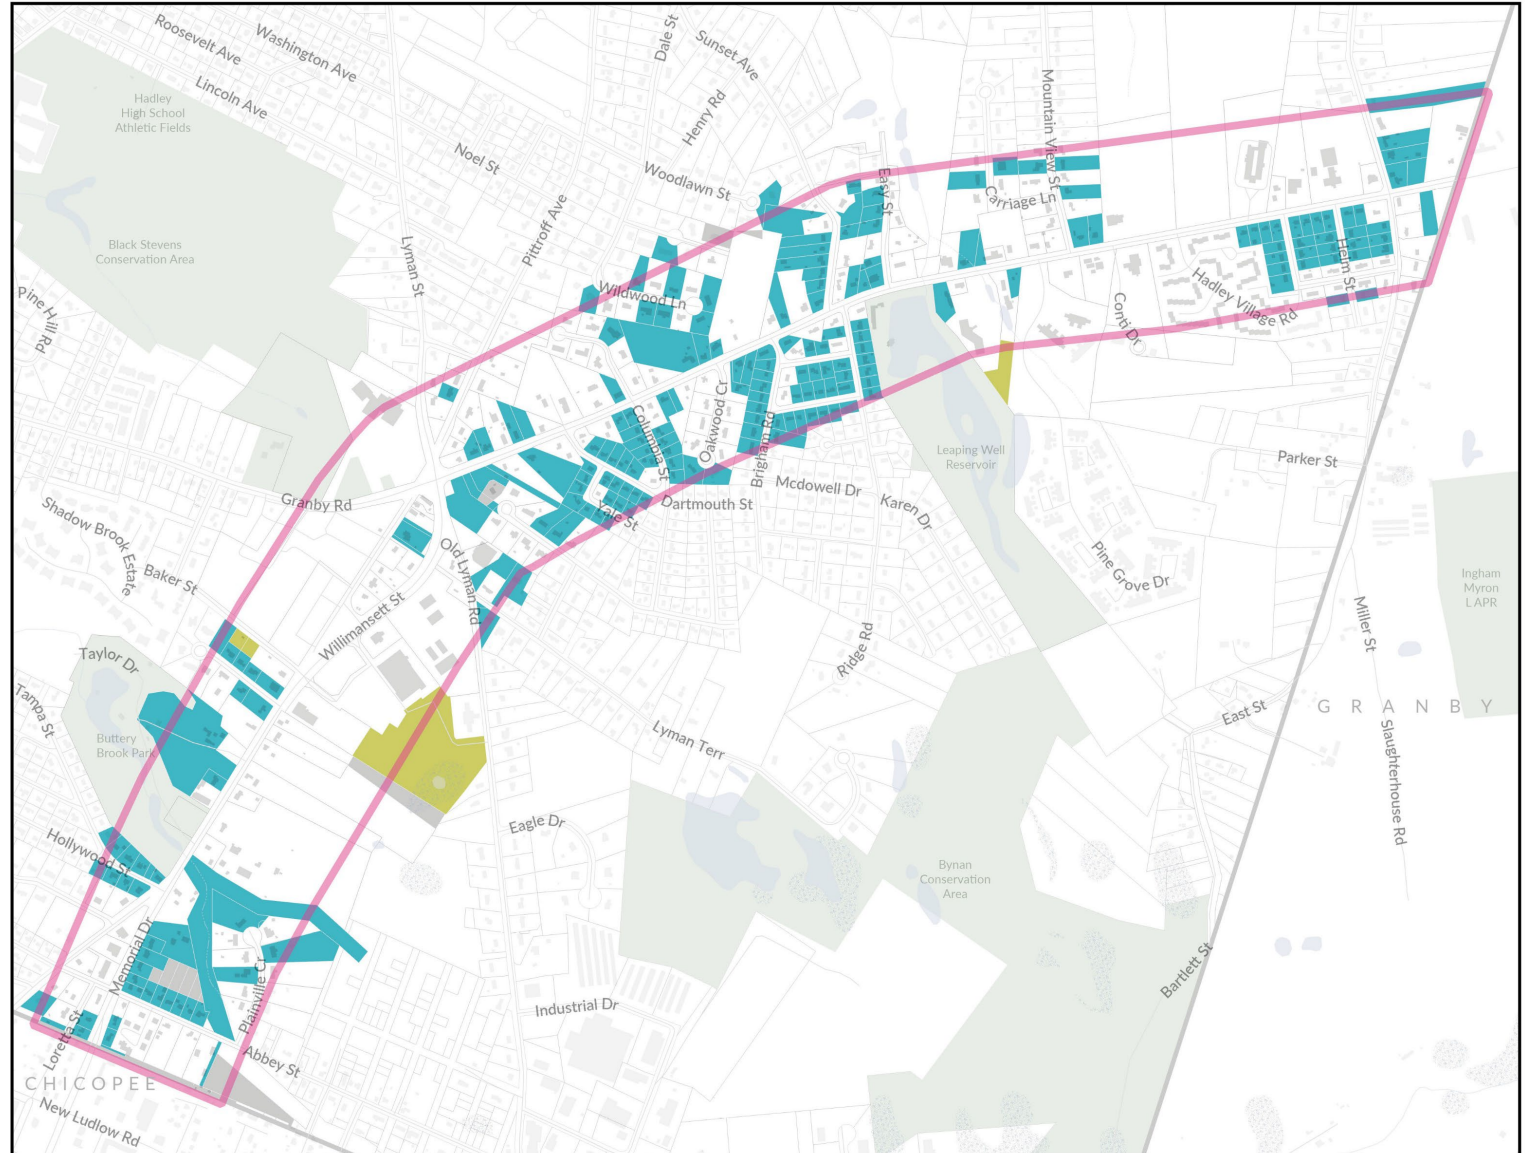 Roosevelt Ave
Washington Ave
Dale St
Sunset Ave
Lincoln Ave
Hadley
High School
Athletic Fields
Henry Rd
Mountain View St
Noel St
Woodlawn St
Easy St
Carriage Ln
Pittroff Ave
Lyman St
Black Stevens
Conservation Area
Helm St
Wildwood Ln
Hadley Village Rd
Conti Dr
Pine Hill Rd
Columbia St
Oakwood Cr
Brigham Rd
Leaping Well
Reservoir
Parker St
Granby Rd
Mcdowell Dr
Karen Dr
Dartmouth St
Yale St
Shadow Brook Estate
Old Lyman Rd
Baker St
Pine Grove Dr
Ingham
Myron
L APR
Willimansett St
Miller St
Ridge Rd
Taylor Dr
Tampa St
GRANBY
East St
Buttery
Brook Park
Lyman Terr
Slaughterhouse Rd
Eagle Dr
Hollywood St
Bynan
Conservation
Area
Memorial Dr
Plainville Cr
Bartlett St
Industrial Dr
Loretta St
Abbey St
CHICOPEE
New Ludlow Rd